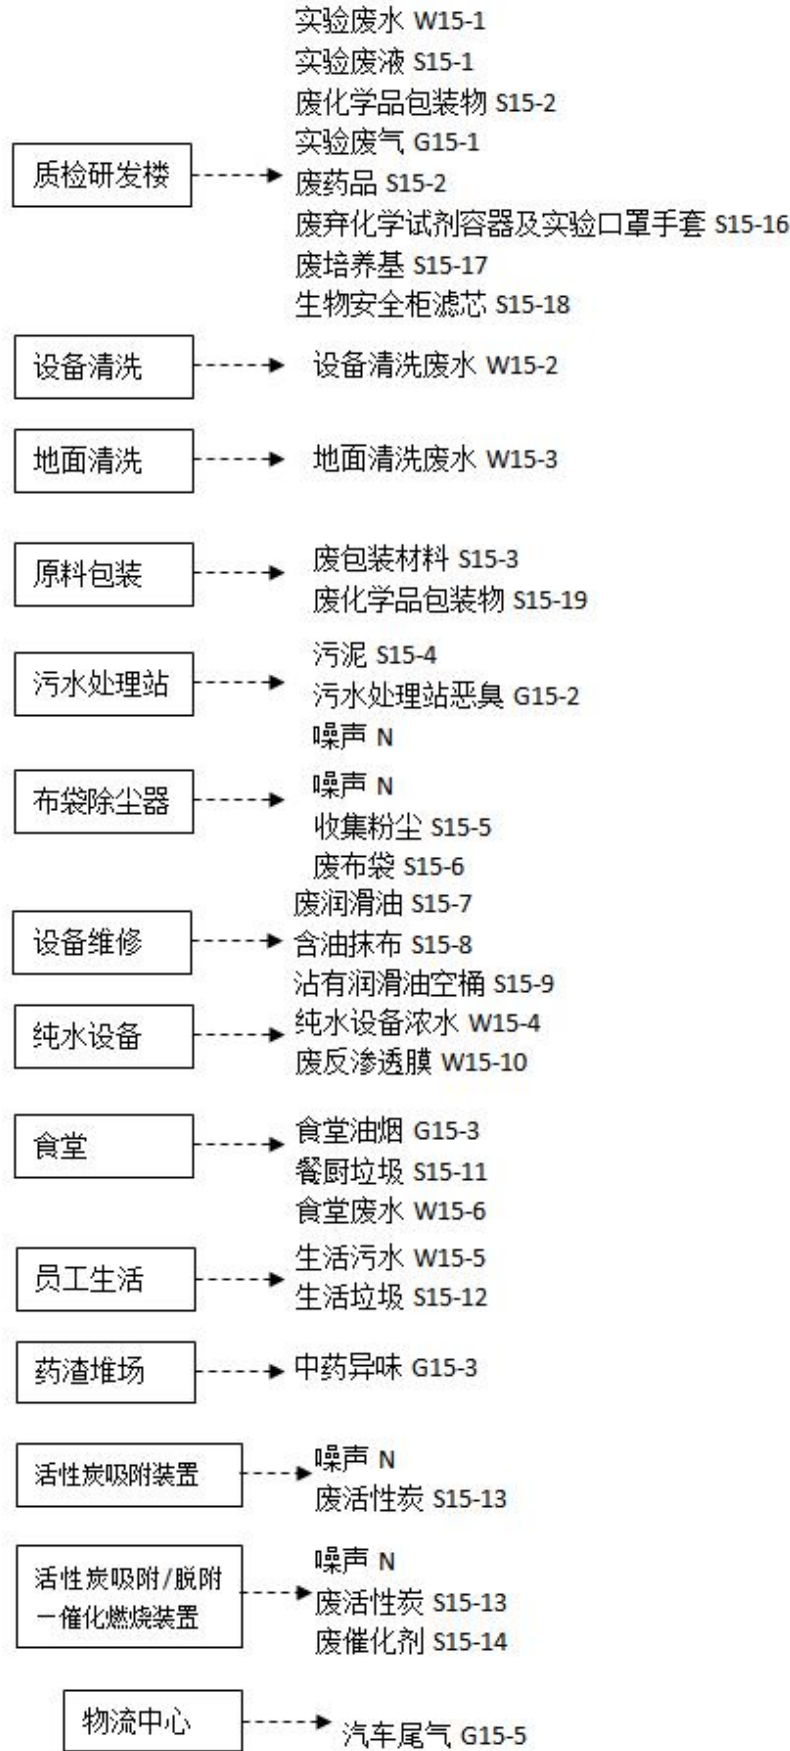 实验废水 W15-1
实验废液 S15-1
废化学品包装物 S15-2
实验废气 G15-1
质检研发楼
废药品 S15-2
废弃化学试剂容器及实验口罩手套 S15-16
废培养基 S15-17
生物安全柜滤芯 S15-18
设备清洗
设备清洗废水 W15-2
地面清洗
地面清洗废水 W15-3
原料包装
废包装材料 S15-3
废化学品包装物 S15-19
污水处理站
污泥 S15-4
污水处理站恶臭 G15-2
噪声 N
布袋除尘器
噪声 N
收集粉尘 S15-5
废布袋 S15-6
设备维修
废润滑油 S15-7
含油抹布 S15-8
沾有润滑油空桶 S15-9
纯水设备
纯水设备浓水 W15-4
废反渗透膜 W15-10
食堂
食堂油烟 G15-3
餐厨垃圾 S15-11
食堂废水 W15-6
员工生活
生活污水 W15-5
生活垃圾 S15-12
药渣堆场
中药异味 G15-3
活性炭吸附装置
噪声 N
废活性炭 S15-13
活性炭吸附/脱附
－催化燃烧装置
噪声 N
废活性炭 S15-13
废催化剂 S15-14
物流中心
汽车尾气 G15-5